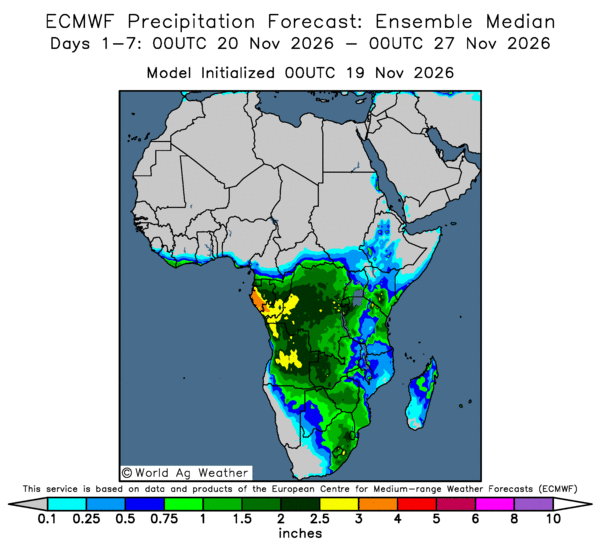 ECMWF Precipitation Forecast: Ensemble Median
Days 1-7: 00UTC 20 Nov 2026 - 00UTC 27 Nov 2026
Model Initialized 00UTC 19 Nov 2026
© World Ag Weather
This service is based on data and products of the European Centre for Medium-range Weather Forecasts (ECMWF)
0.1 0.25 0.5 0.75 1 1.5 2 2.5 3 4 5 6 8 10
inches